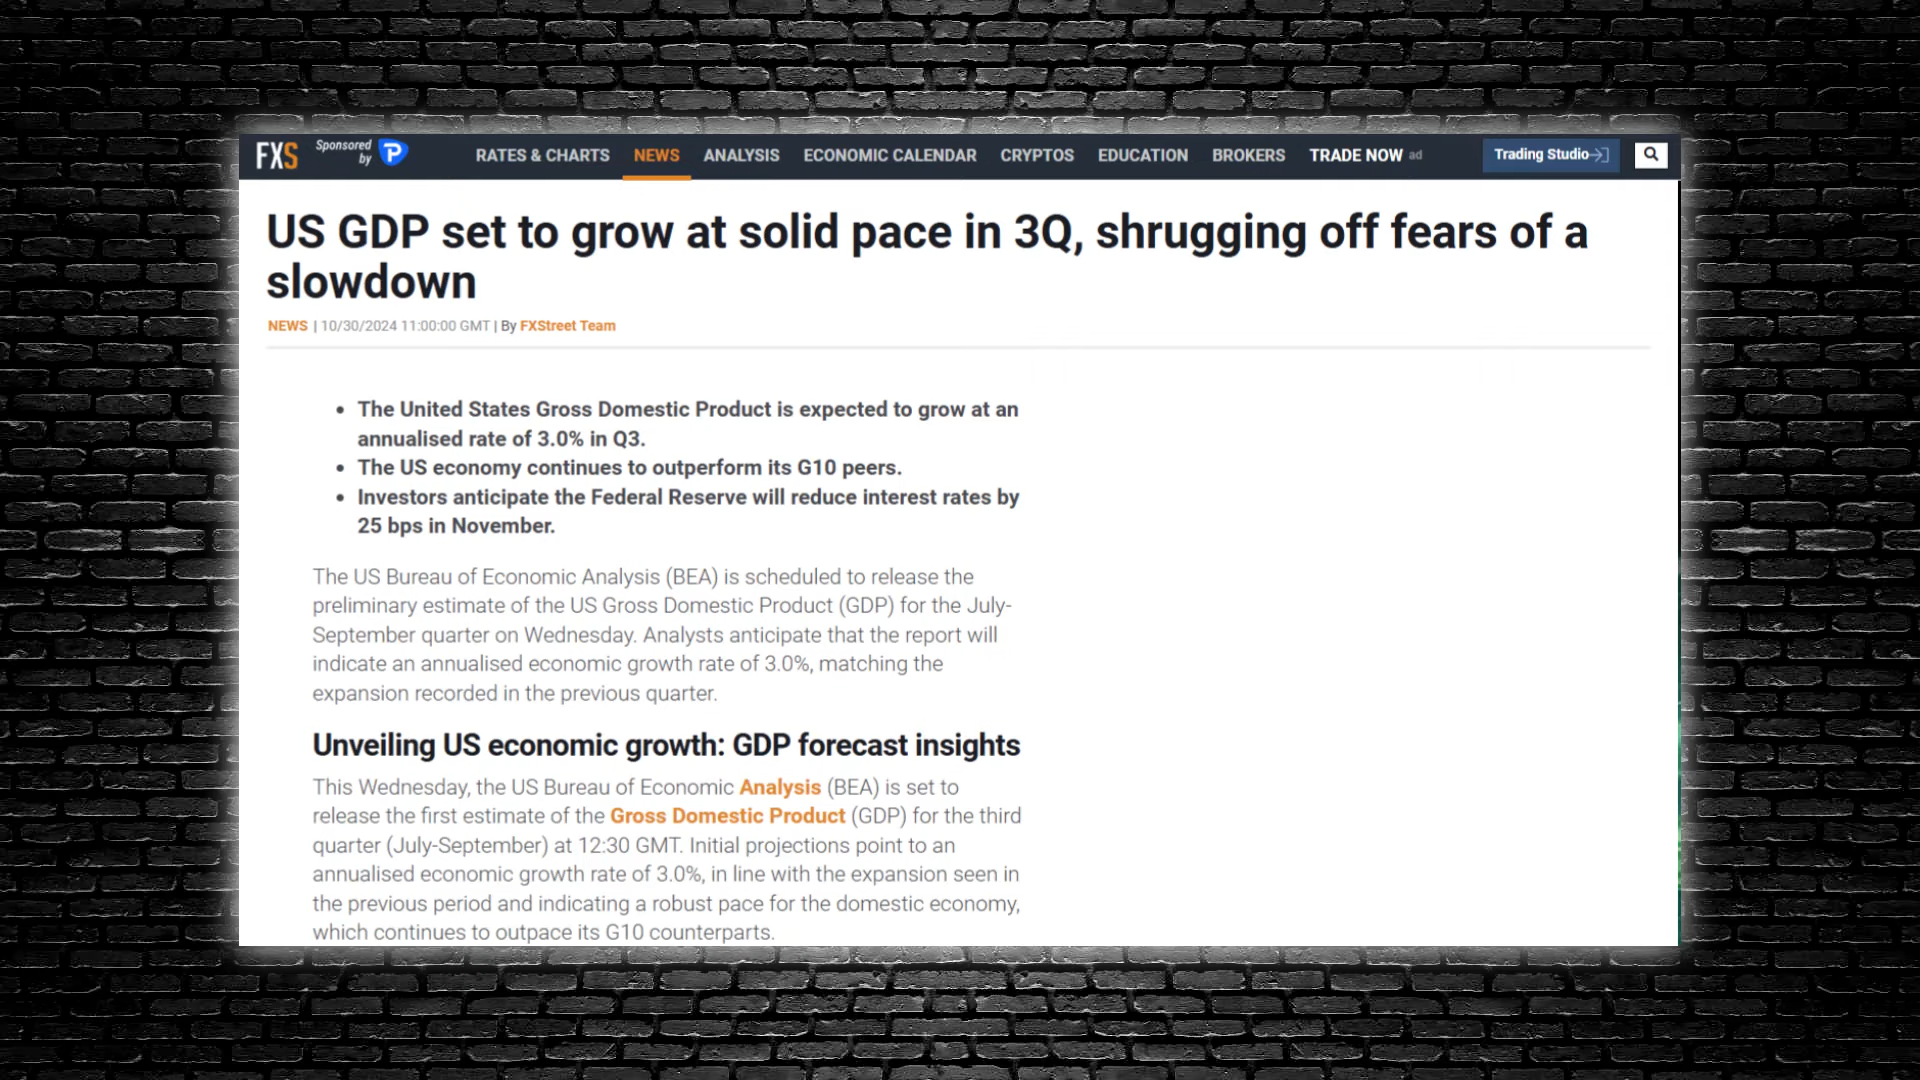 FXS Sponsored by P RATES & CHARTS NEWS ANALYSIS ECONOMIC CALENDAR CRYPTOS EDUCATION BROKERS TRADE NOW ad Trading Studio
US GDP set to grow at solid pace in 3Q, shrugging off fears of a
slowdown
NEWS | 10/30/2024 11:00:00 GMT | By FXStreet Team
• The United States Gross Domestic Product is expected to grow at an
annualised rate of 3.0% in Q3.
• The US economy continues to outperform its G10 peers.
• Investors anticipate the Federal Reserve will reduce interest rates by
25 bps in November.
The US Bureau of Economic Analysis (BEA) is scheduled to release the
preliminary estimate of the US Gross Domestic Product (GDP) for the July-
September quarter on Wednesday. Analysts anticipate that the report will
indicate an annualised economic growth rate of 3.0%, matching the
expansion recorded in the previous quarter.
Unveiling US economic growth: GDP forecast insights
This Wednesday, the US Bureau of Economic Analysis (BEA) is set to
release the first estimate of the Gross Domestic Product (GDP) for the third
quarter (July-September) at 12:30 GMT. Initial projections point to an
annualised economic growth rate of 3.0%, in line with the expansion seen in
the previous period and indicating a robust pace for the domestic economy,
which continues to outpace its G10 counterparts.